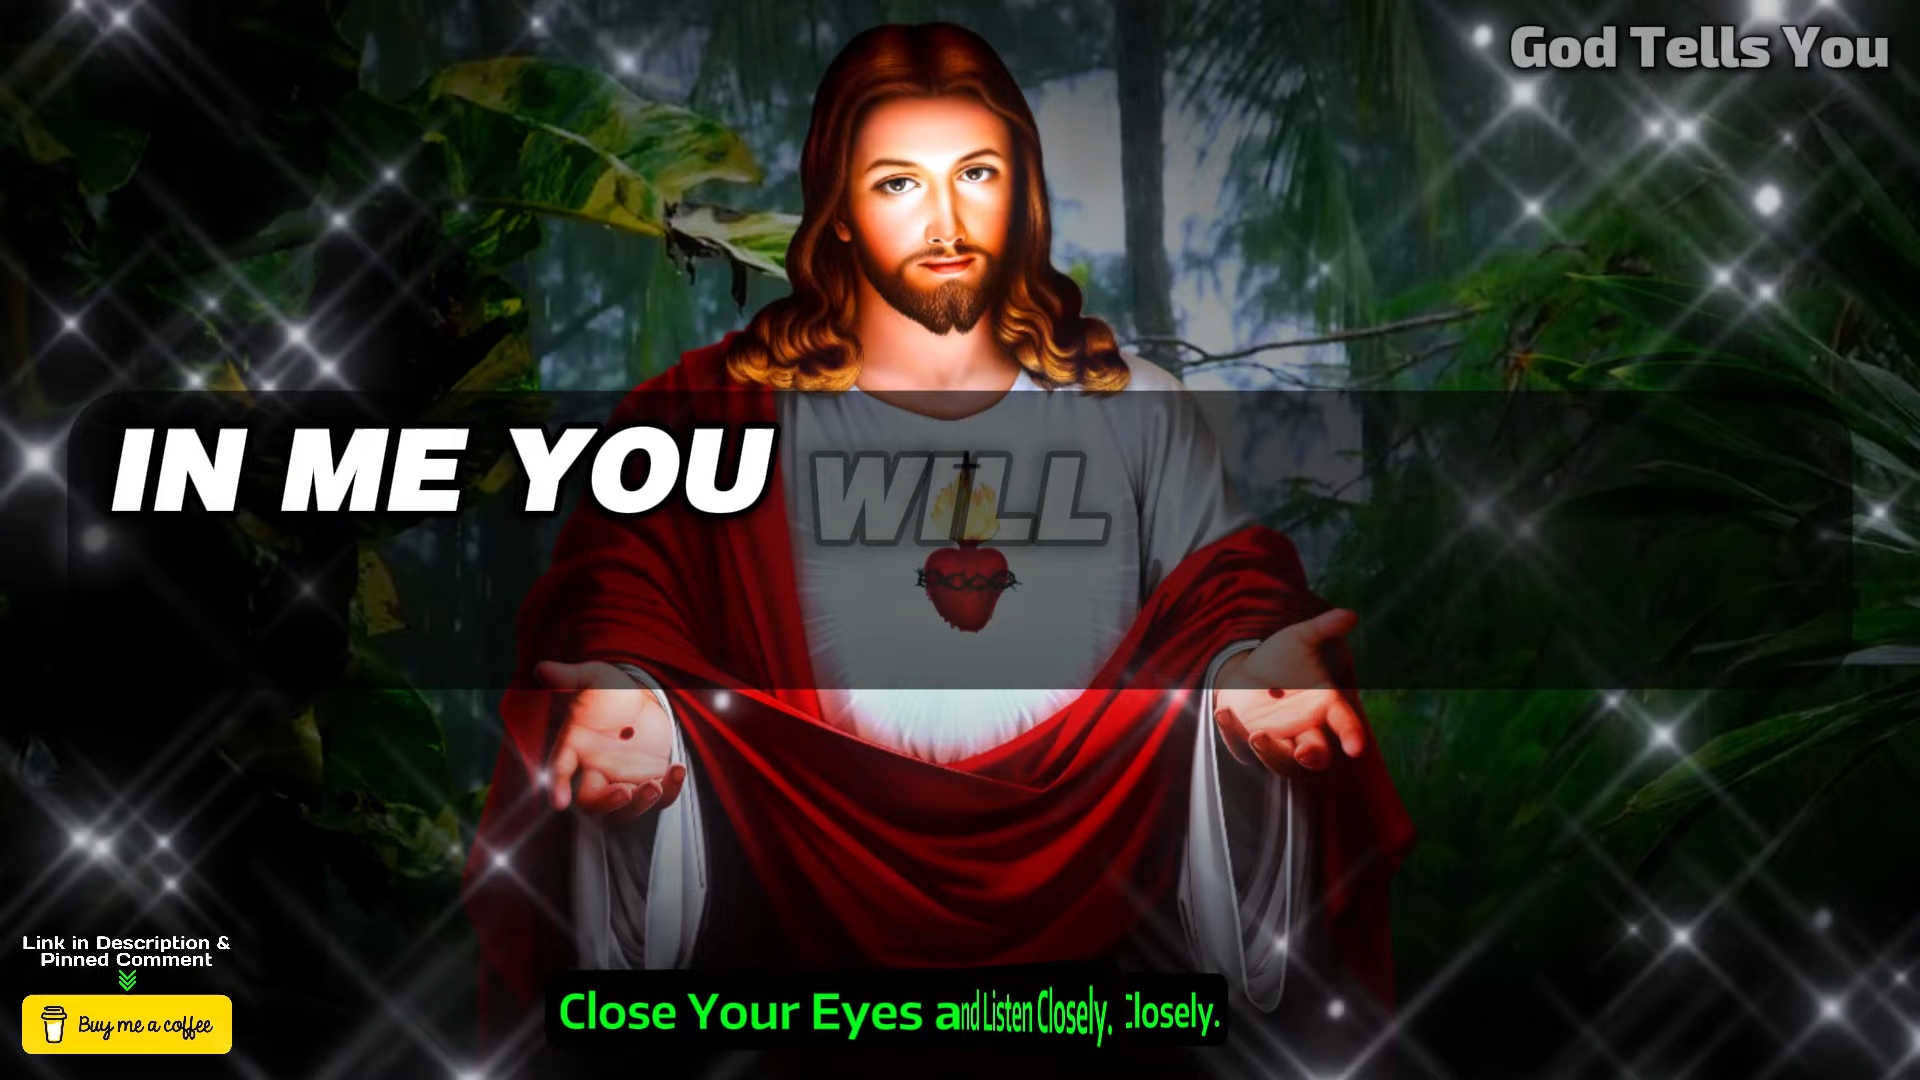 God Tells You
IN ME YOU WILL
Link in Description &
Pinned Comment
Buy me a coffee
Close Your Eyes and Listen Closely. Closely.